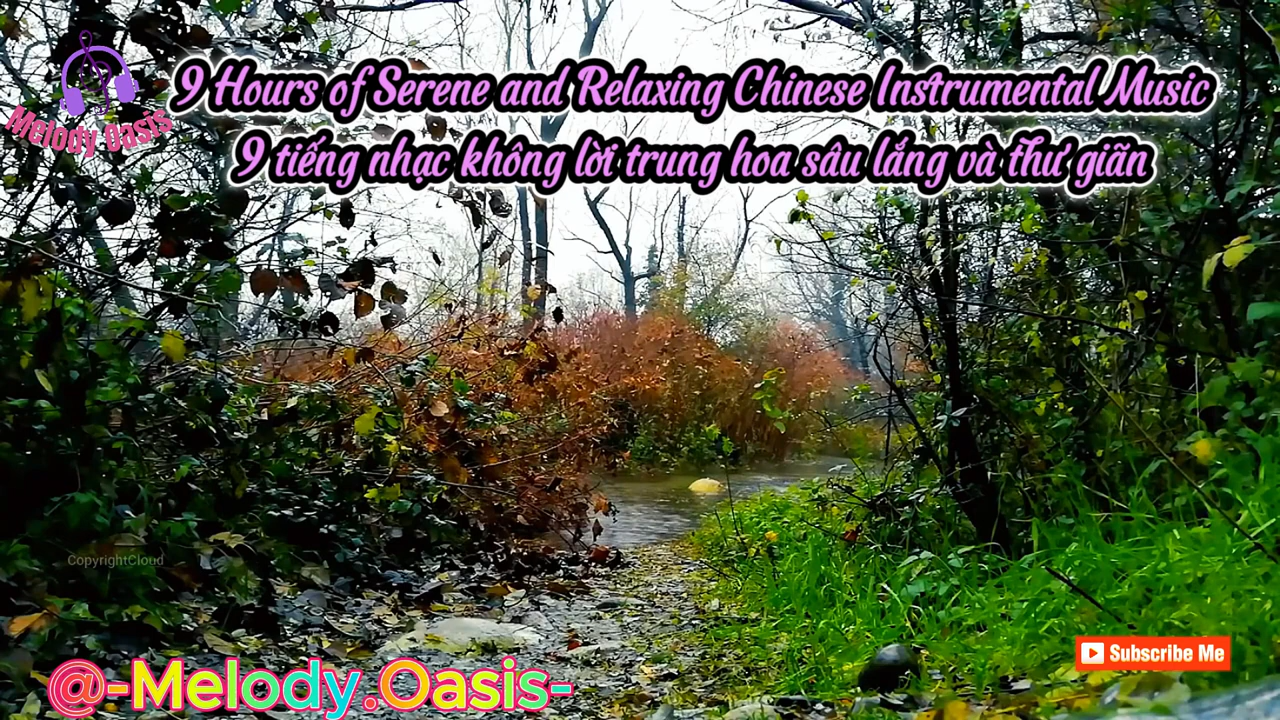 9 Hours of Serene and Relaxing Chinese Instrumental Music
9 tiếng nhạc không lời trung hoa sâu lắng và thư giãn
Melody Oasis
CopyrightCloud
Subscribe Me
@-Melody.Oasis-